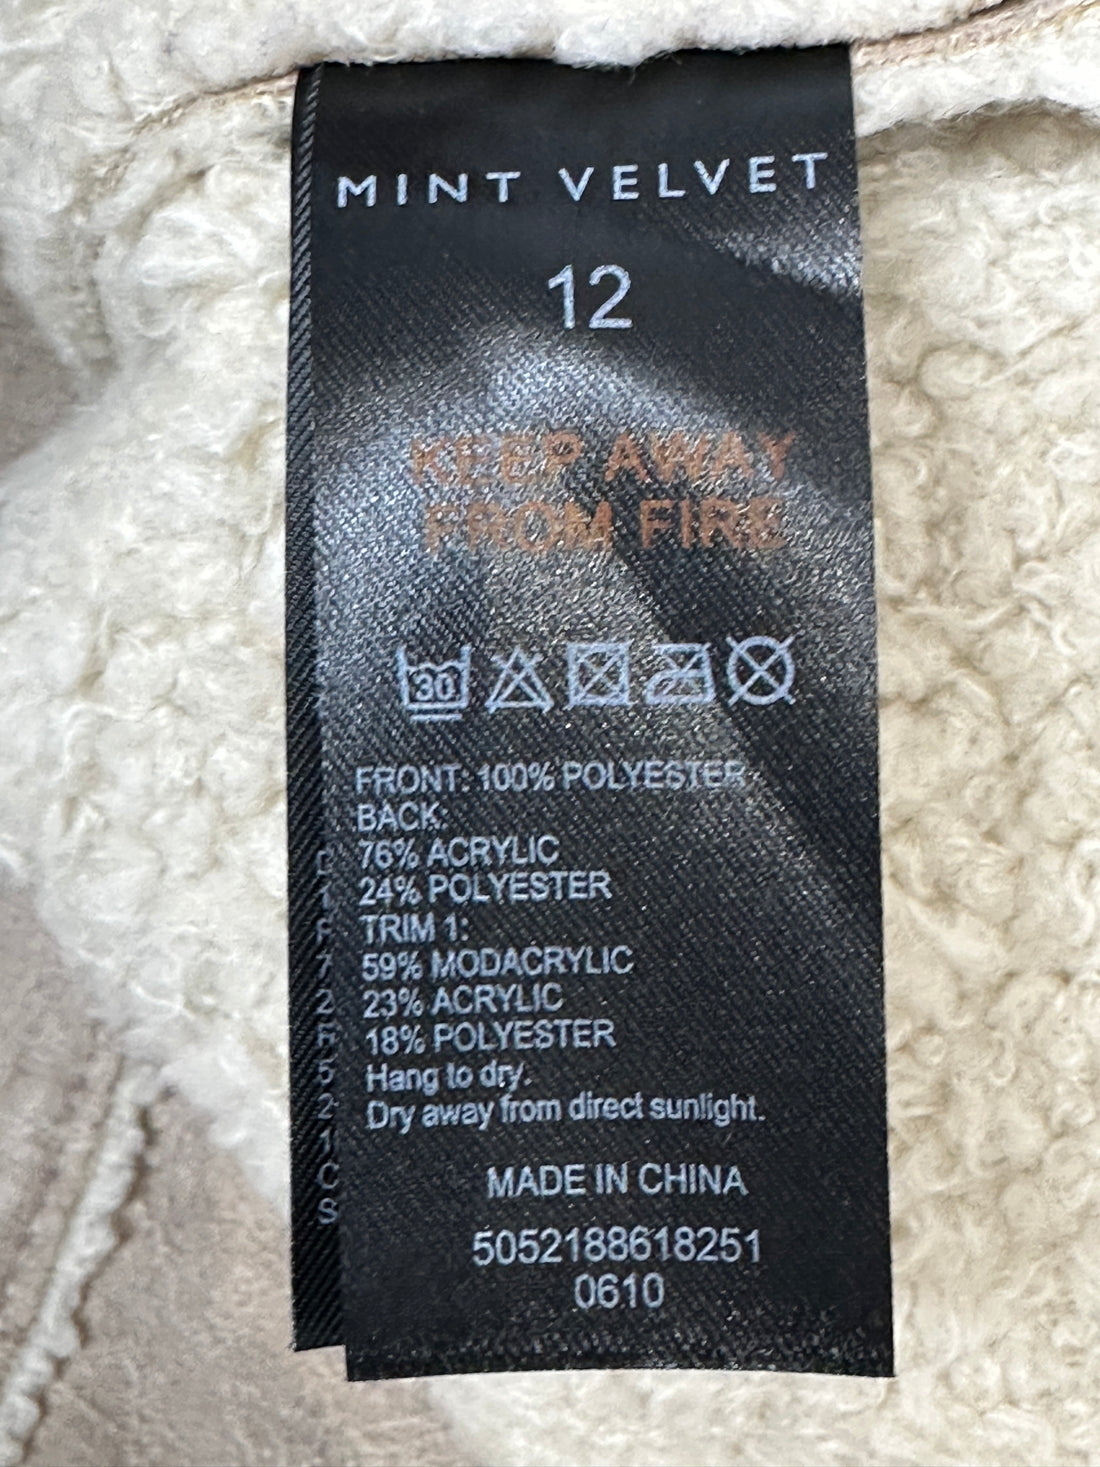 MINT VELVET
12
KEEP AWAY
FROM FIRE
30
FRONT: 100% POLYESTER
BACK:
76% ACRYLIC
24% POLYESTER
TRIM 1:
59% MODACRYLIC
23% ACRYLIC
18% POLYESTER
Hang to dry.
Dry away from direct sunlight.
MADE IN CHINA
5052188618251
0610